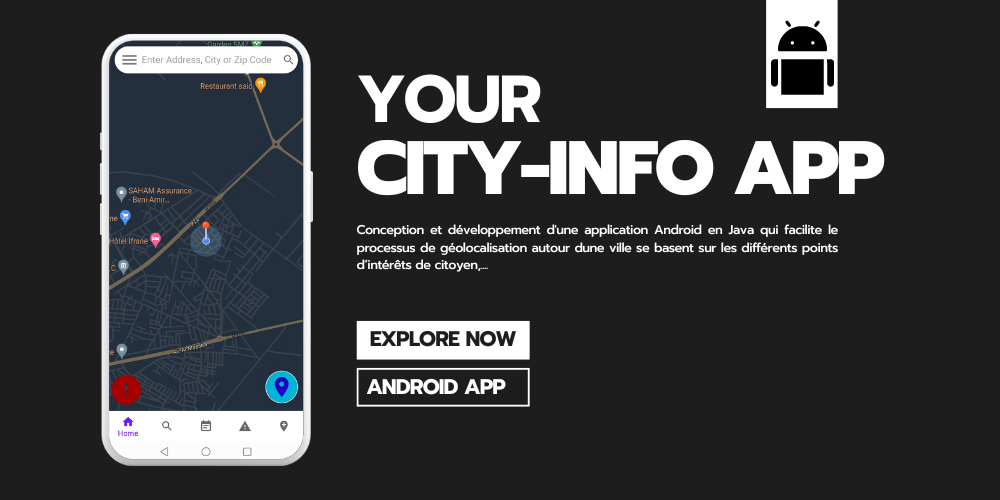 Garden SMZ
Enter Address, City or Zip Code
Restaurant said
SAHAM Assurance
- Beni-Amir...
ne
Hôtel Ifrane
C
e
Home
YOUR
CITY-INFO APP
Conception et développement d'une application Android en Java qui facilite le
processus de géolocalisation autour dune ville se basent sur les différents points
d'intérêts de citoyen,...
EXPLORE NOW
ANDROID APP